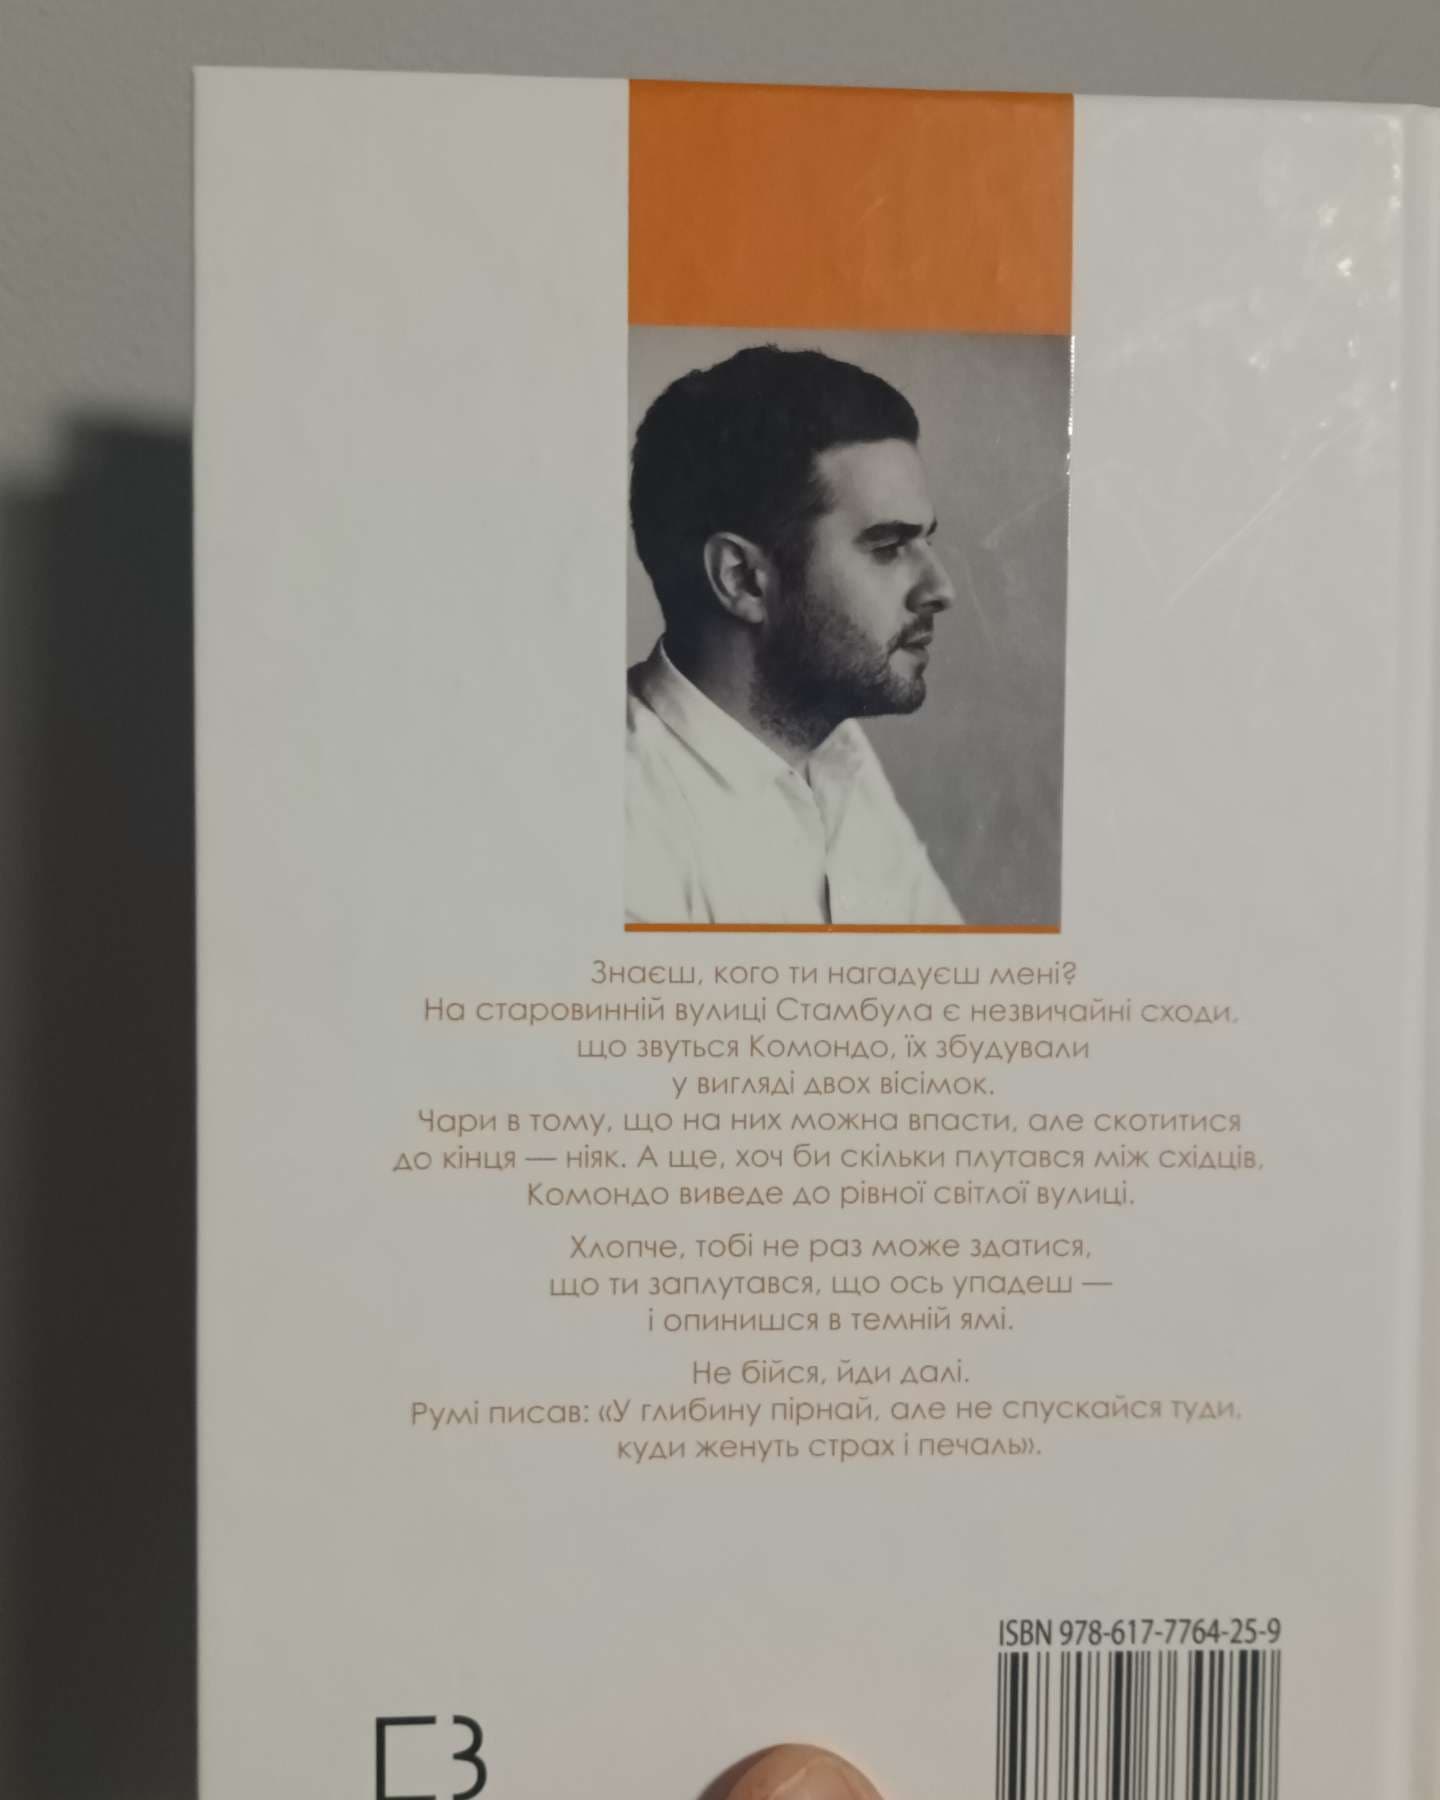 Знаєш, кого ти нагадуєш мені?
На старовинній вулиці Стамбула є незвичайні сходи,
що звуться Комондо, їх збудували
у вигляді двох вісімок.
Чари в тому, що на них можна впасти, але скотитися
до кінця — ніяк. А ще, хоч би скільки плутався між східців,
Комондо виведе до рівної світлої вулиці.
Хлопче, тобі не раз може здатися,
що ти заплутався, що ось упадеш —
і опинишся в темній ямі.
Не бійся, йди далі.
Румі писав: «У глибину пірнай, але не спускайся туди,
куди женуть страх і печаль».
ISBN 978-617-7764-25-9